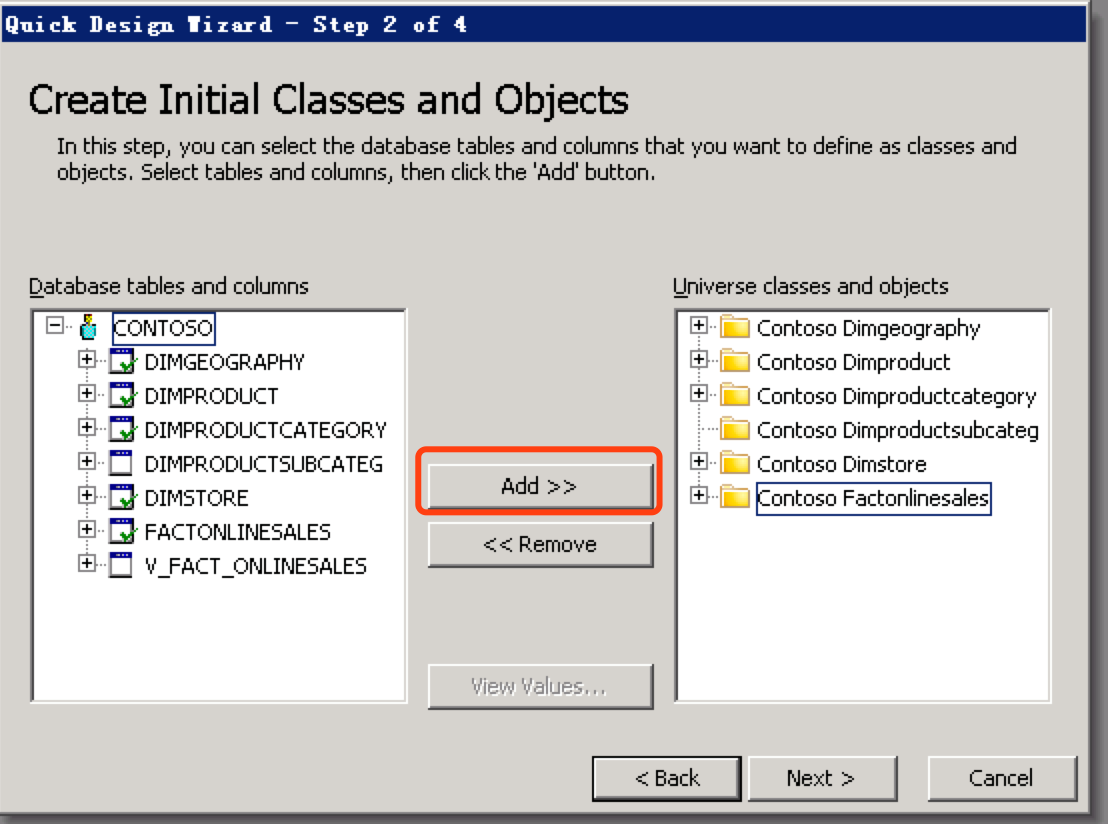 Quick Design Wizard - Step 2 of 4
Create Initial Classes and Objects
In this step, you can select the database tables and columns that you want to define as classes and
objects. Select tables and columns, then click the 'Add' button.
Database tables and columns
CONTOSO
DIMGEOGRAPHY
DIMPRODUCT
DIMPRODUCTCATEGORY
DIMPRODUCTSUBCATEG
DIMSTORE
FACTONLINESALES
V_FACT_ONLINESALES
Add >>
<< Remove
View Values...
Universe classes and objects
Contoso Dimgeography
Contoso Dimproduct
Contoso Dimproductcategory
Contoso Dimproductsubcateg
Contoso Dimstore
Contoso Factonlinesales
< Back
Next >
Cancel